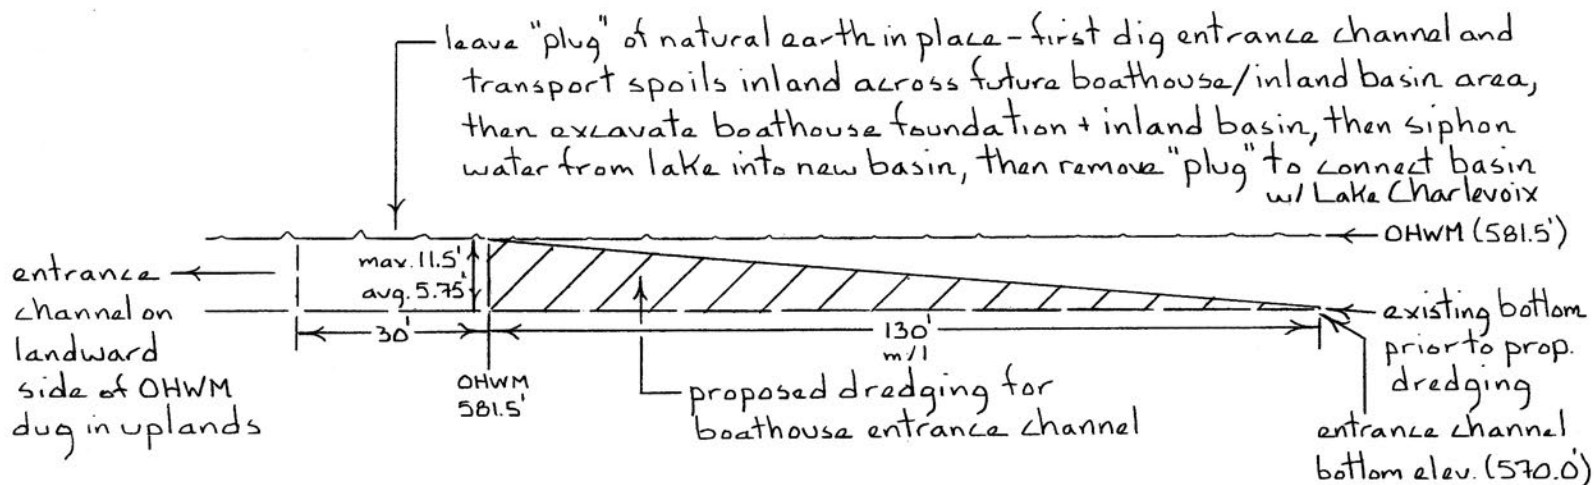 leave "plug" of natural earth in place - first dig entrance channel and
transport spoils inland across future boathouse/inland basin area,
then excavate boathouse foundation + inland basin, then siphon
water from lake into new basin, then remove "plug" to connect basin
w/ Lake Charlevoix
OHWM (581.5')
entrance
channel on
landward
side of OHWM
dug in uplands
max. 11.5'
avg. 5.75'
30'
130'
m/l
OHWM
581.5'
proposed dredging for
boathouse entrance channel
existing bottom
prior to prop.
dredging
entrance channel
bottom elev. (570.0')